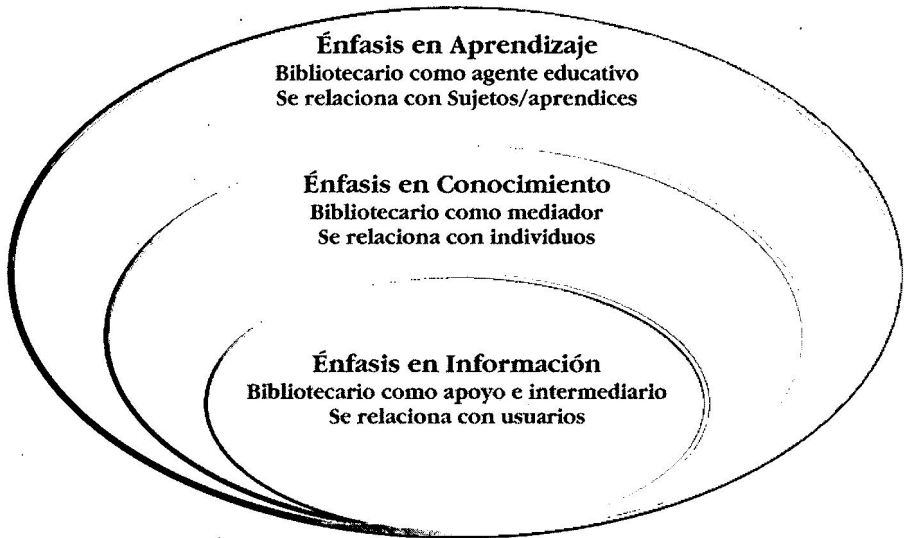 Énfasis en Aprendizaje
Bibliotecario como agente educativo
Se relaciona con Sujetos/aprendices
Énfasis en Conocimiento
Bibliotecario como mediador
Se relaciona con individuos
Énfasis en Información
Bibliotecario como apoyo e intermediario
Se relaciona con usuarios